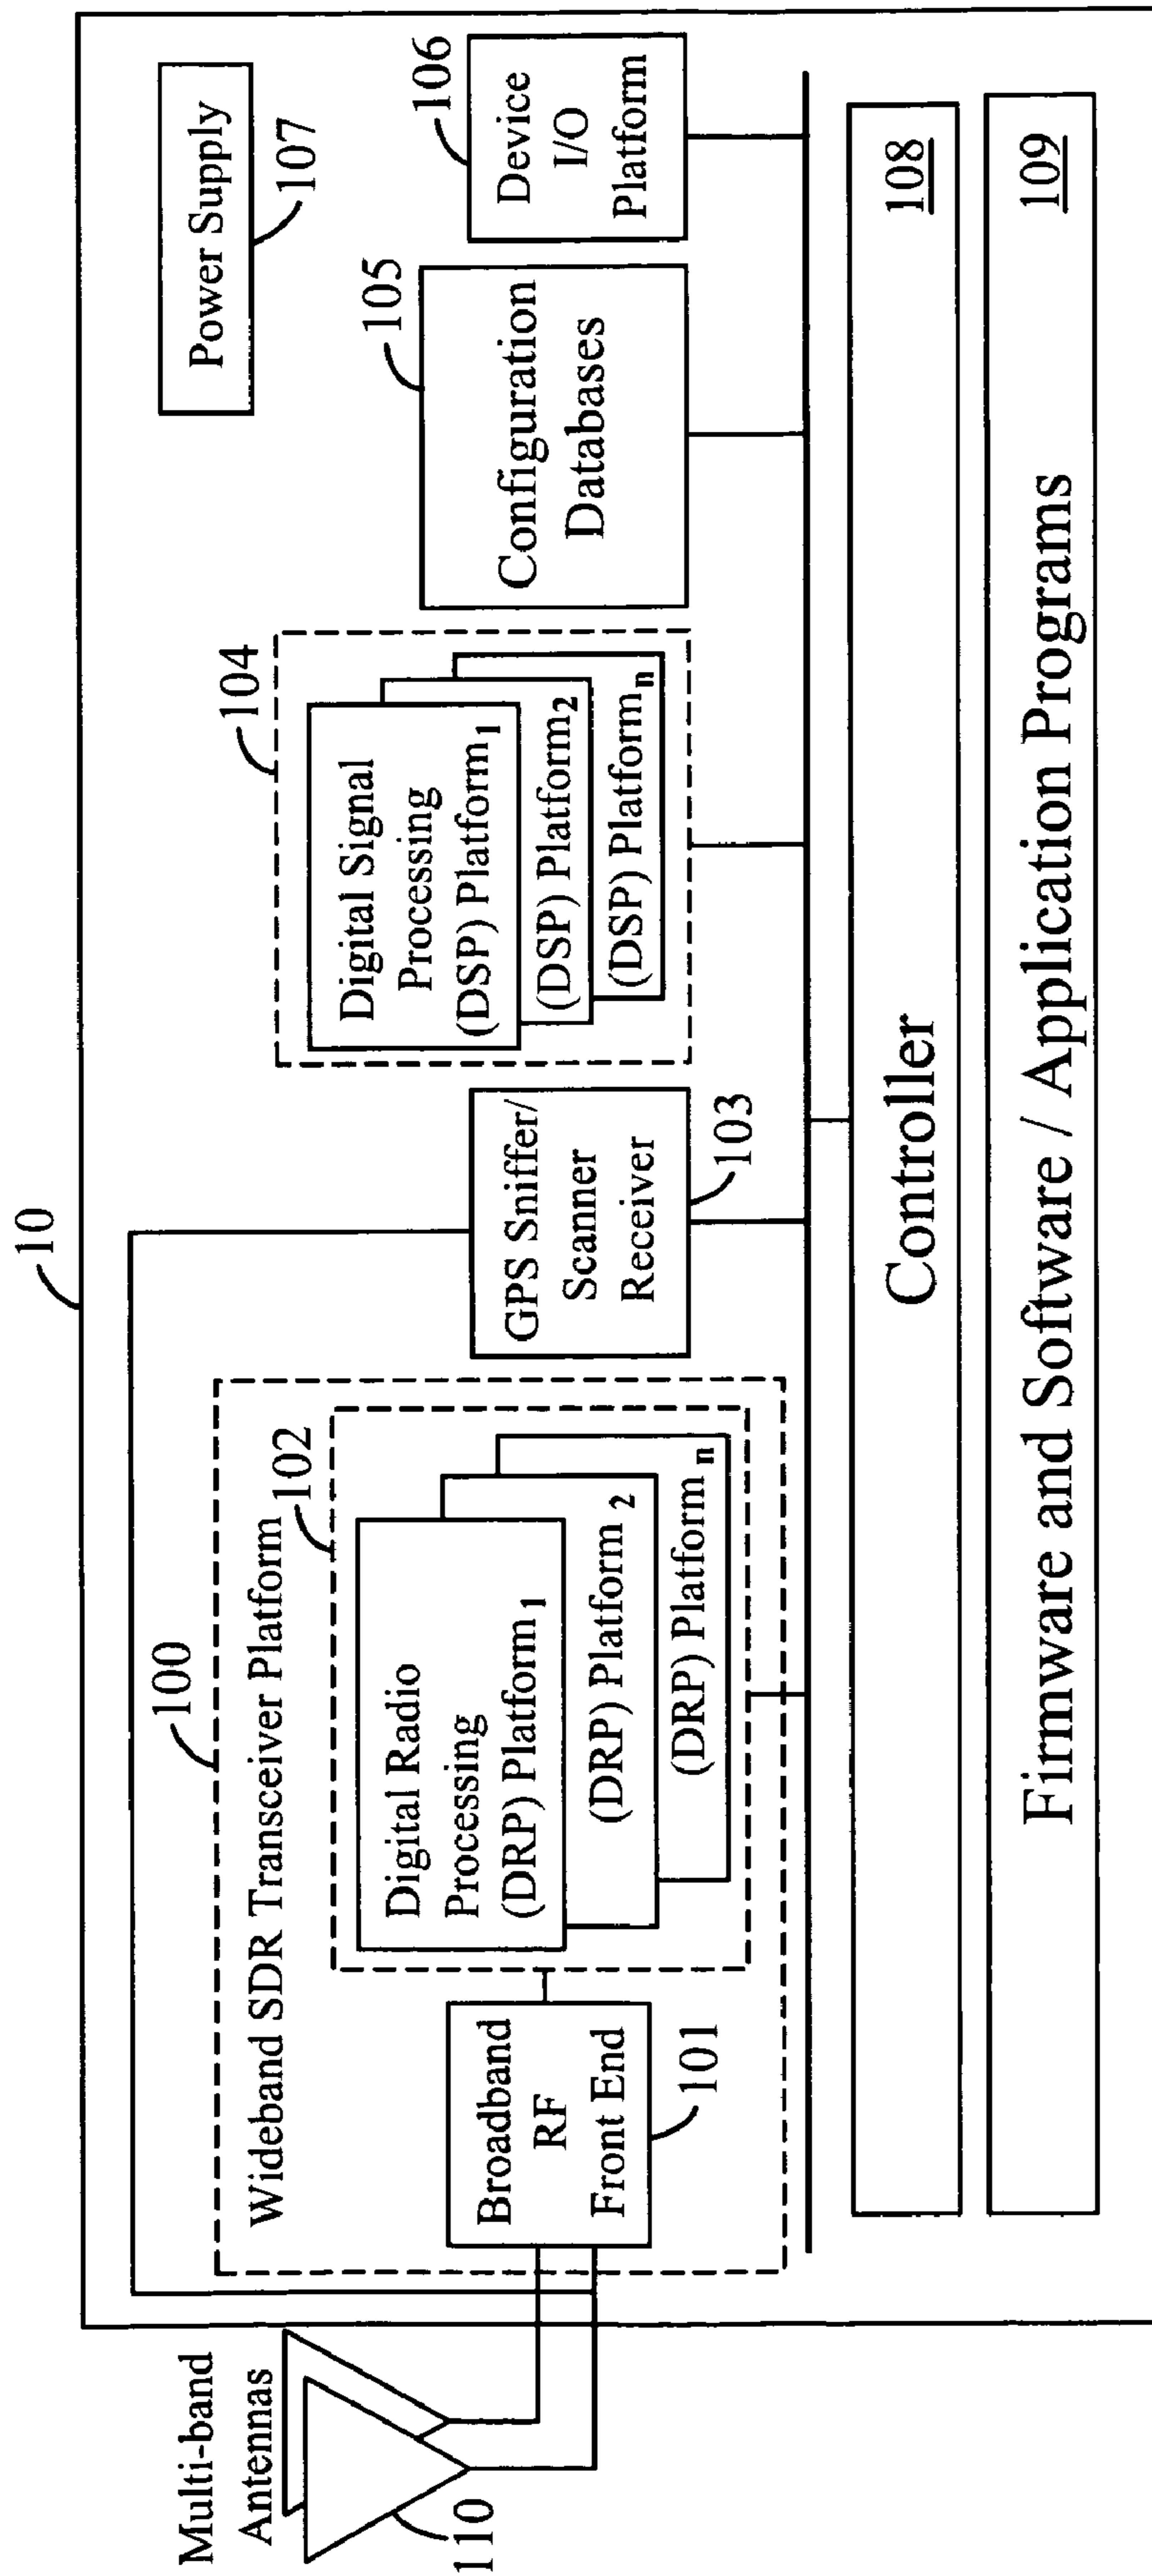 10
Multi-band
Antennas
110
100
Wideband SDR Transceiver Platform
Broadband
RF
Front End
101
102
Digital Radio
Processing
(DRP) Platform1
(DRP) Platform 2
(DRP) Platform n
GPS Sniffer/
Scanner
Receiver
103
104
Digital Signal
Processing
(DSP) Platform1
(DSP) Platform2
(DSP) Platformn
105
Configuration
Databases
Power Supply
107
106
Device
I/O
Platform
Controller
108
Firmware and Software / Application Programs
109